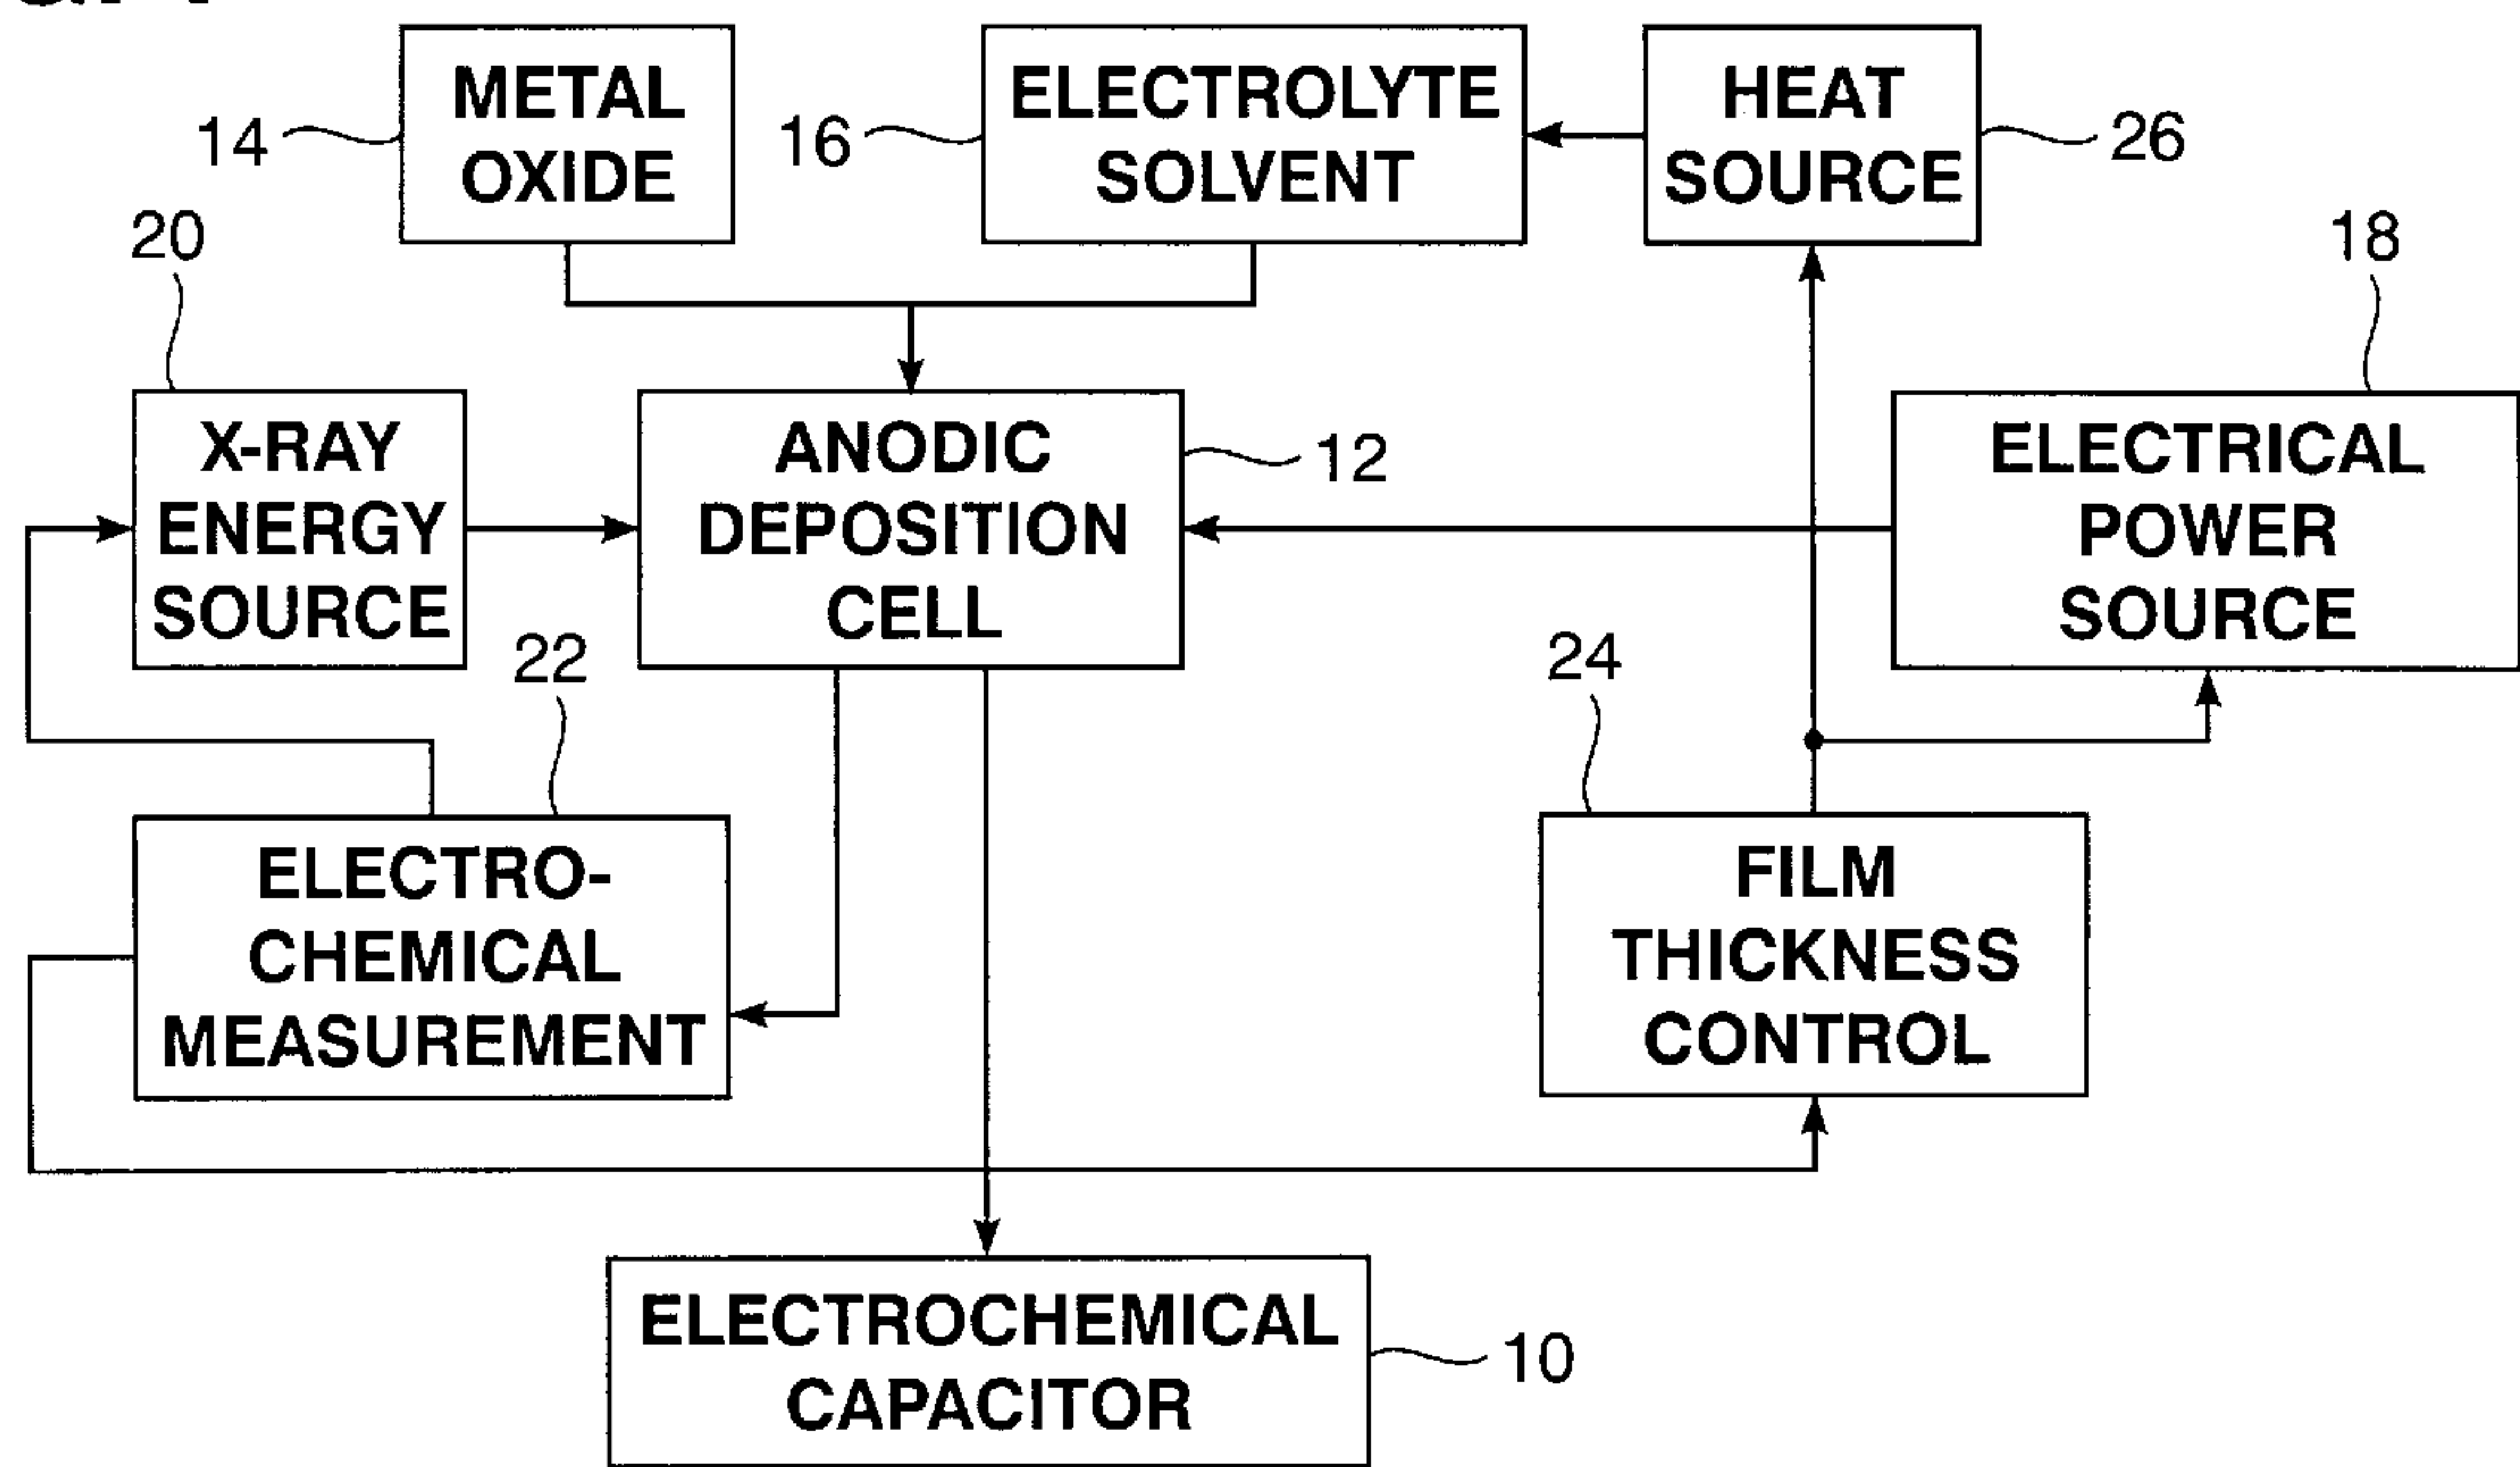 METAL
OXIDE
14
ELECTROLYTE
SOLVENT
16
HEAT
SOURCE
26
20
18
X-RAY
ENERGY
SOURCE
ANODIC
DEPOSITION
CELL
12
ELECTRICAL
POWER
SOURCE
22
24
ELECTRO-
CHEMICAL
MEASUREMENT
FILM
THICKNESS
CONTROL
ELECTROCHEMICAL
CAPACITOR
10